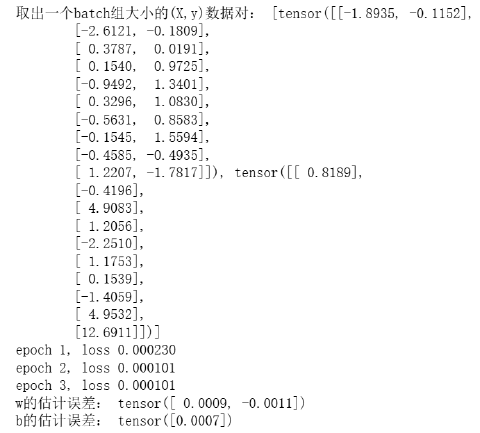 取出一个batch组大小的(X,y)数据对： [tensor([[-1.8935, -0.1152],
[-2.6121, -0.1809],
[ 0.3787,  0.0191],
[ 0.1540,  0.9725],
[-0.9492,  1.3401],
[ 0.3296,  1.0830],
[-0.5631,  0.8583],
[-0.1545,  1.5594],
[-0.4585, -0.4935],
[ 1.2207, -1.7817]]), tensor([[ 0.8189],
[-0.4196],
[ 4.9083],
[ 1.2056],
[-2.2510],
[ 1.1753],
[ 0.1539],
[-1.4059],
[ 4.9532],
[12.6911]])]
epoch 1, loss 0.000230
epoch 2, loss 0.000101
epoch 3, loss 0.000101
w的估计误差： tensor([ 0.0009, -0.0011])
b的估计误差： tensor([0.0007])